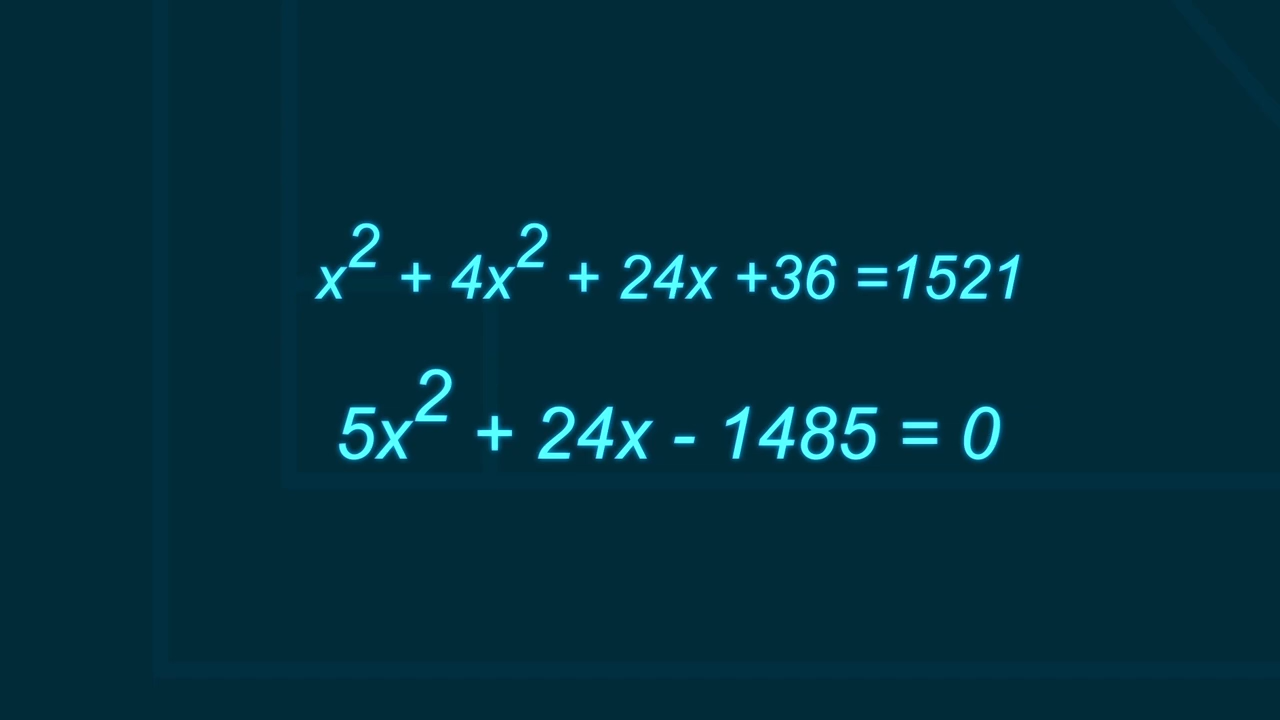 x² + 4x² + 24x +36 =1521
5x² + 24x - 1485 = 0